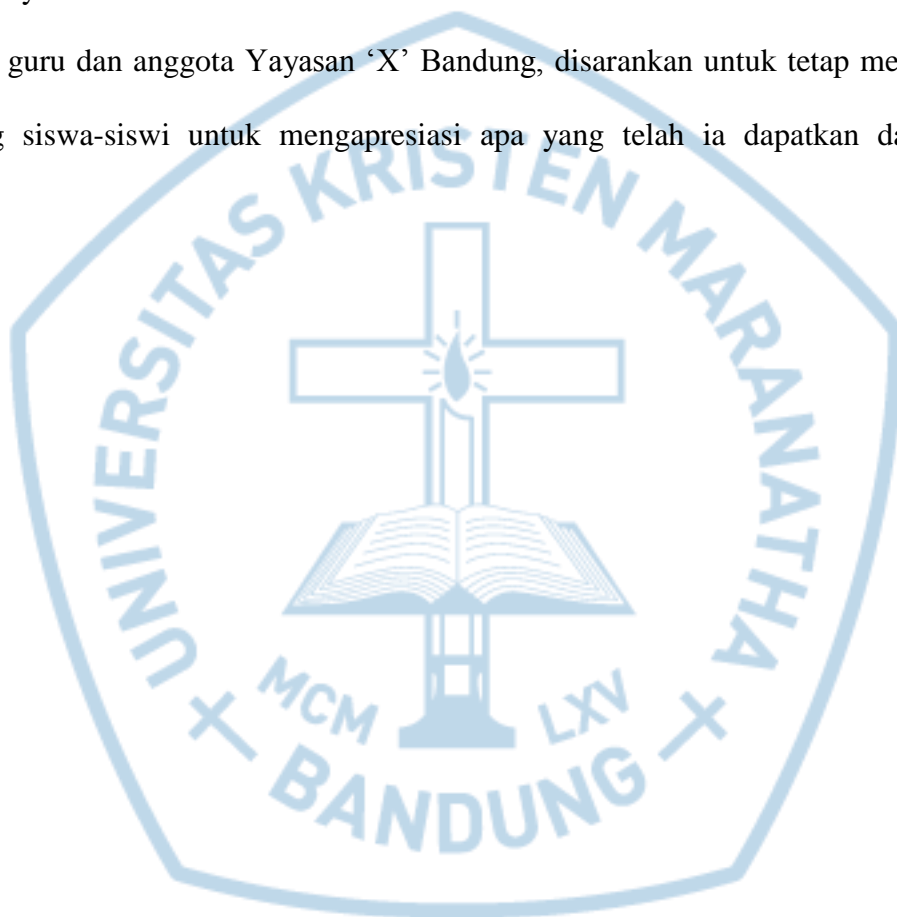 guru dan anggota Yayasan ‘X’ Bandung, disarankan untuk tetap me
siswa-siswi untuk mengapresiasi apa yang telah ia dapatkan da
UNIVERSITAS KRISTEN MARANATHA
MCM LXV
BANDUNG